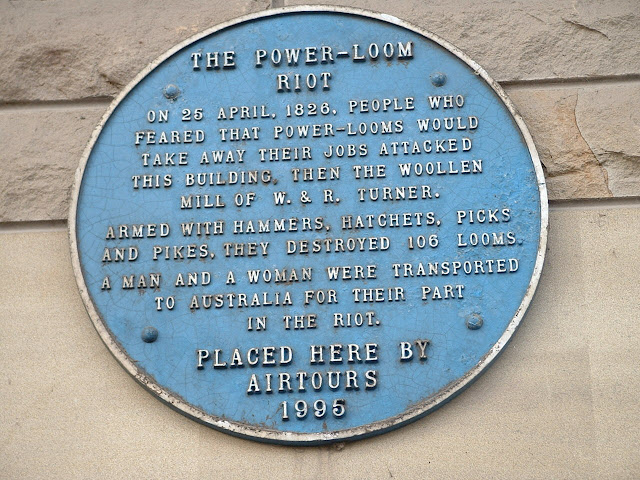 THE POWER-LOOM
RIOT
ON 25 APRIL, 1826, PEOPLE WHO
FEARED THAT POWER-LOOMS WOULD
TAKE AWAY THEIR JOBS ATTACKED
THIS BUILDING, THEN THE WOOLLEN
MILL OF W. & R. TURNER.
ARMED WITH HAMMERS, HATCHETS, PICKS
AND PIKES, THEY DESTROYED 106 LOOMS.
A MAN AND A WOMAN WERE TRANSPORTED
TO AUSTRALIA FOR THEIR PART
IN THE RIOT.
PLACED HERE BY
AIRTOURS
1995